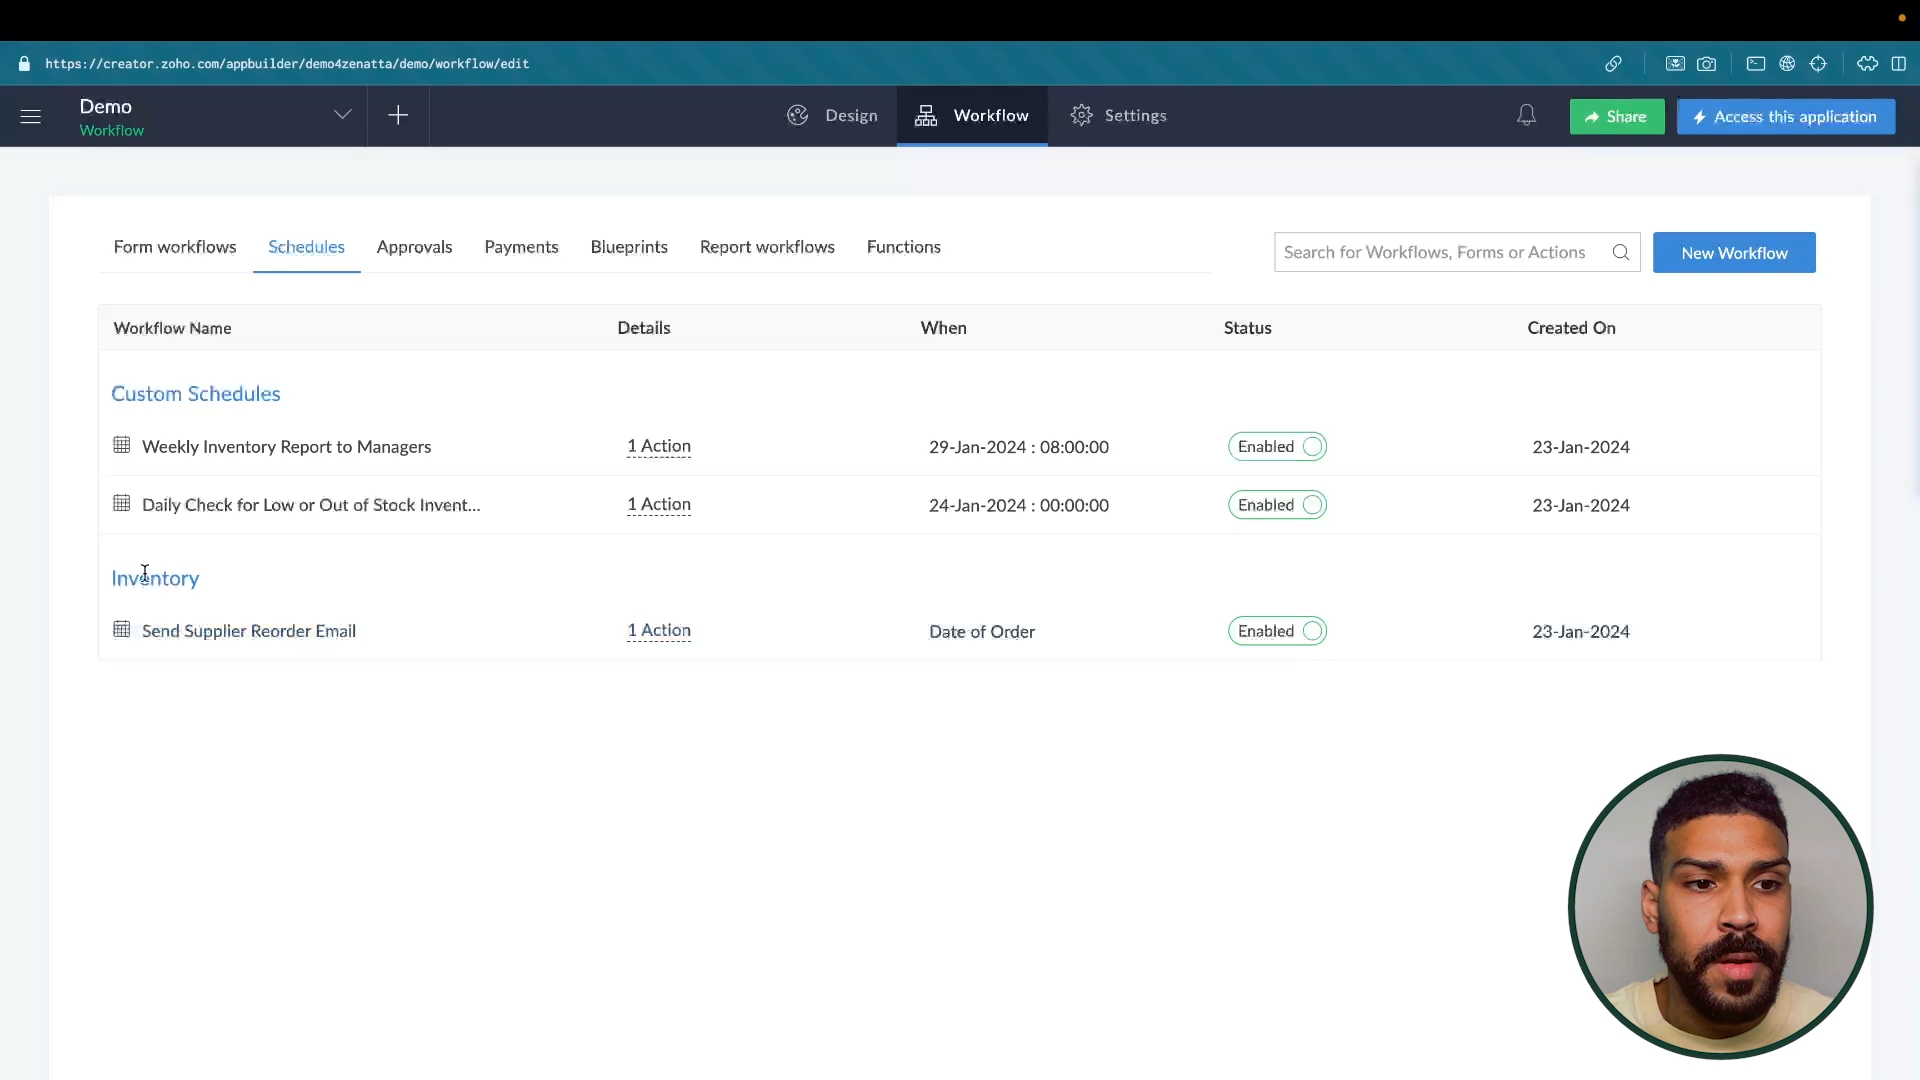 https://creator.zoho.com/appbuilder/demo4zenatta/demo/workflow/edit
Demo
Workflow
Design
Workflow
Settings
Share
Access this application
Form workflows
Schedules
Approvals
Payments
Blueprints
Report workflows
Functions
Search for Workflows, Forms or Actions
New Workflow
Workflow Name Details When Status Created On
Custom Schedules
Weekly Inventory Report to Managers 1 Action 29-Jan-2024 : 08:00:00 Enabled 23-Jan-2024
Daily Check for Low or Out of Stock Invent... 1 Action 24-Jan-2024 : 00:00:00 Enabled 23-Jan-2024
Inventory
Send Supplier Reorder Email 1 Action Date of Order Enabled 23-Jan-2024